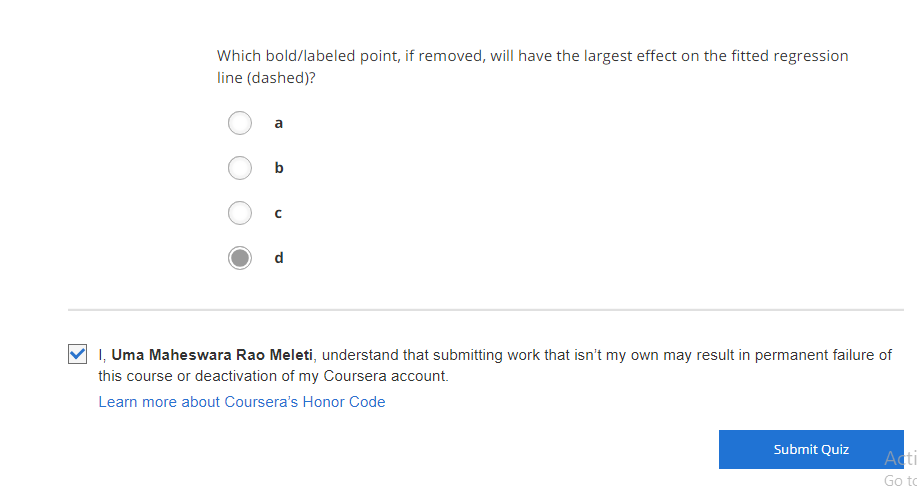 Which bold/labeled point, if removed, will have the largest effect on the fitted regression
line (dashed)?
a
b
c
d
I, Uma Maheswara Rao Meleti, understand that submitting work that isn't my own may result in permanent failure of
this course or deactivation of my Coursera account.
Learn more about Coursera's Honor Code
Submit Quiz
Go to